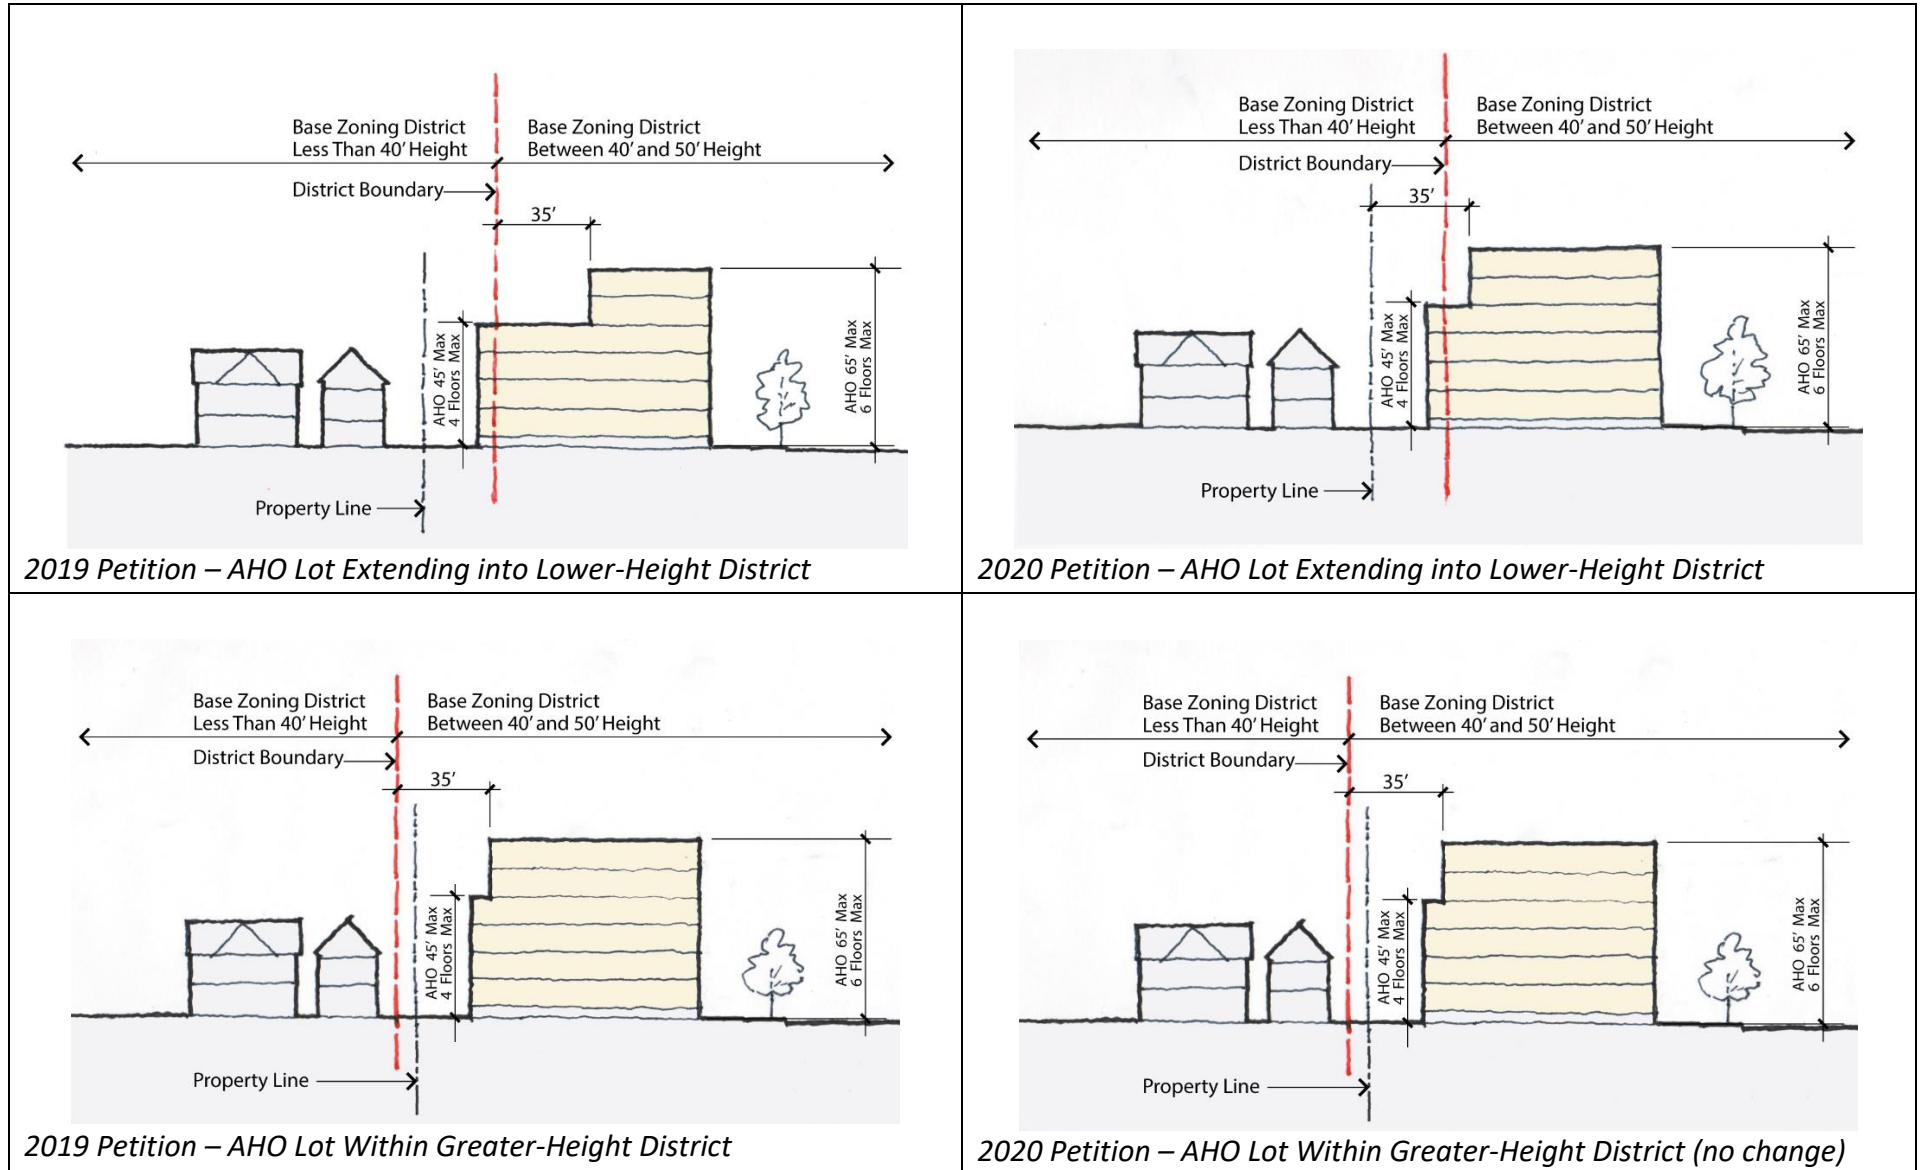 Base Zoning District
Less Than 40' Height
Base Zoning District
Between 40' and 50' Height
District Boundary
35'
AHO 45' Max
4 Floors Max
AHO 65' Max
6 Floors Max
Property Line
2019 Petition – AHO Lot Extending into Lower-Height District
Base Zoning District
Less Than 40' Height
Base Zoning District
Between 40' and 50' Height
District Boundary
35'
AHO 45' Max
4 Floors Max
AHO 65' Max
6 Floors Max
Property Line
2020 Petition – AHO Lot Extending into Lower-Height District
Base Zoning District
Less Than 40' Height
Base Zoning District
Between 40' and 50' Height
District Boundary
35'
AHO 45' Max
4 Floors Max
AHO 65' Max
6 Floors Max
Property Line
2019 Petition – AHO Lot Within Greater-Height District
Base Zoning District
Less Than 40' Height
Base Zoning District
Between 40' and 50' Height
District Boundary
35'
AHO 45' Max
4 Floors Max
AHO 65' Max
6 Floors Max
Property Line
2020 Petition – AHO Lot Within Greater-Height District (no change)